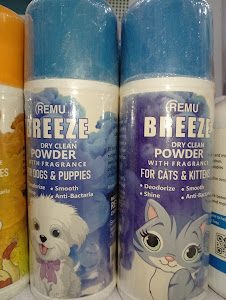 REMU
BREEZE
DRY CLEAN
POWDER
WITH FRAGRANCE
DOGS & PUPPIES
Deodorize • Smooth
Anti-Bacteria
REMU
BREEZE
DRY CLEAN
POWDER
WITH FRAGRANCE
FOR CATS & KITTENS
• Deodorize • Smooth
• Shine • Anti-Bacteria